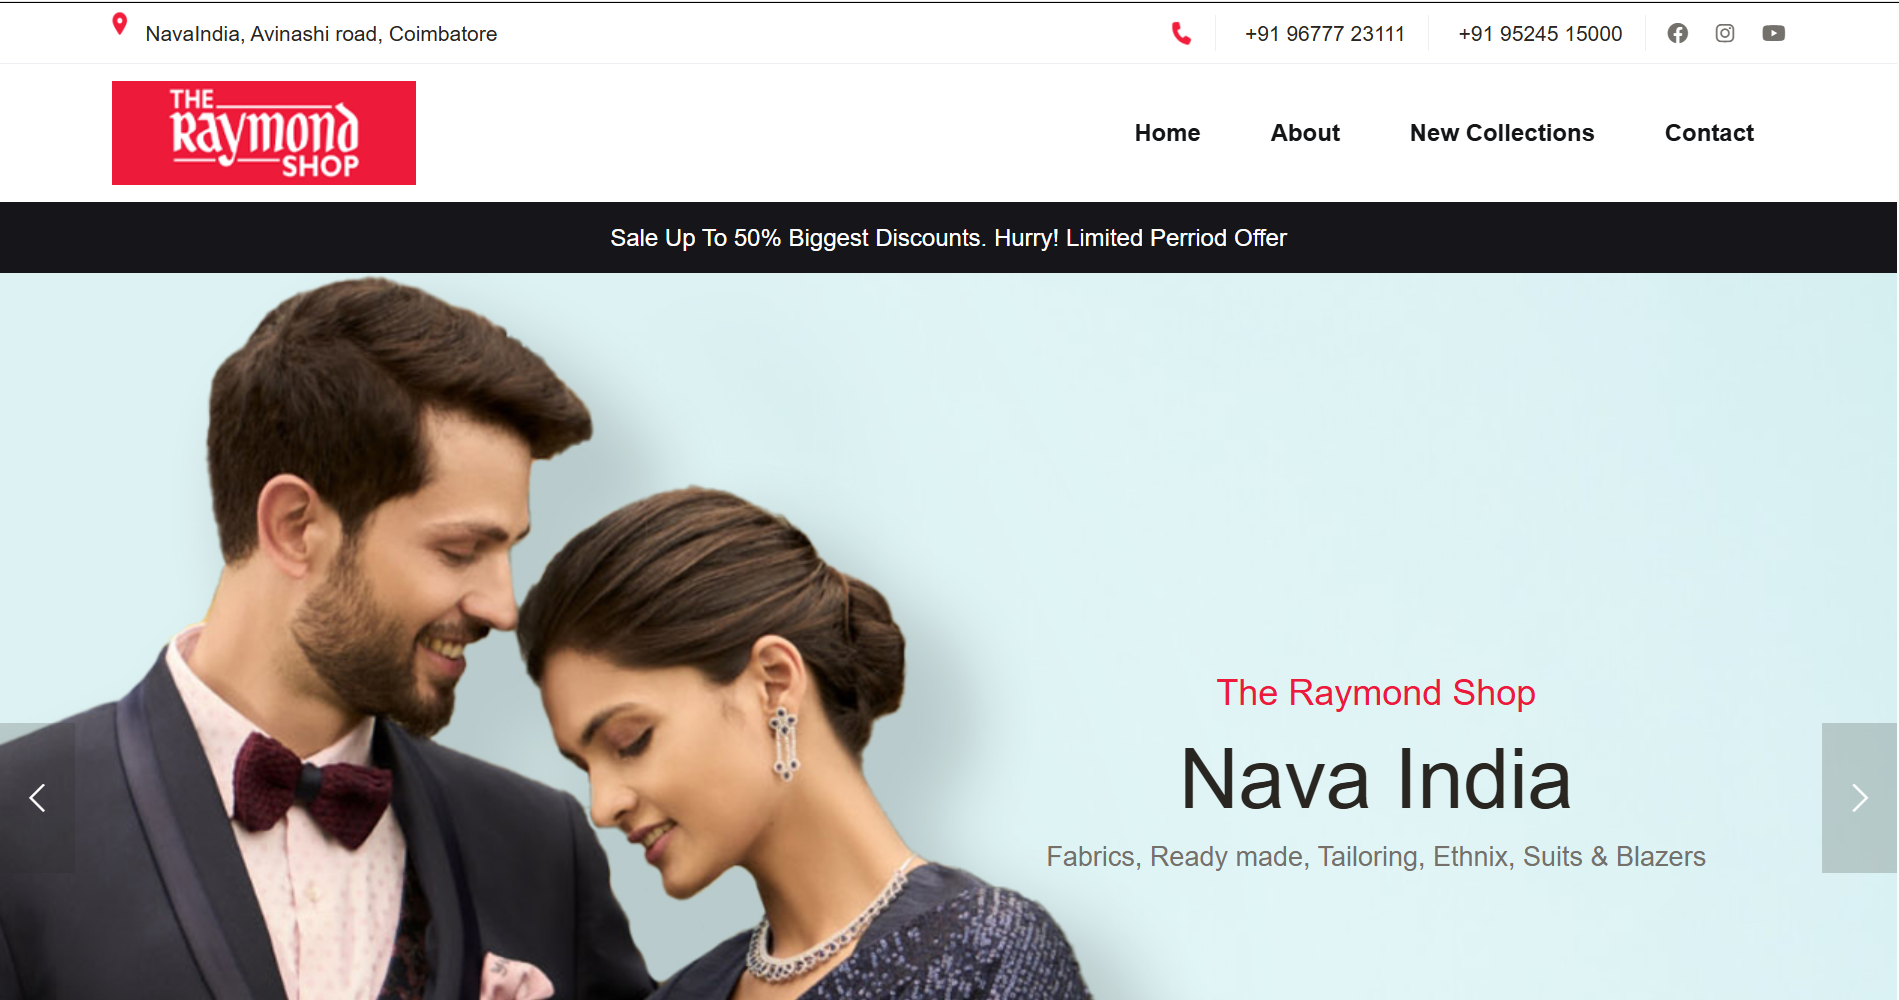 NavaIndia, Avinashi road, Coimbatore
+91 96777 23111
+91 95245 15000
THE
Raymond
SHOP
Home
About
New Collections
Contact
Sale Up To 50% Biggest Discounts. Hurry! Limited Perriod Offer
The Raymond Shop
Nava India
Fabrics, Ready made, Tailoring, Ethnix, Suits & Blazers